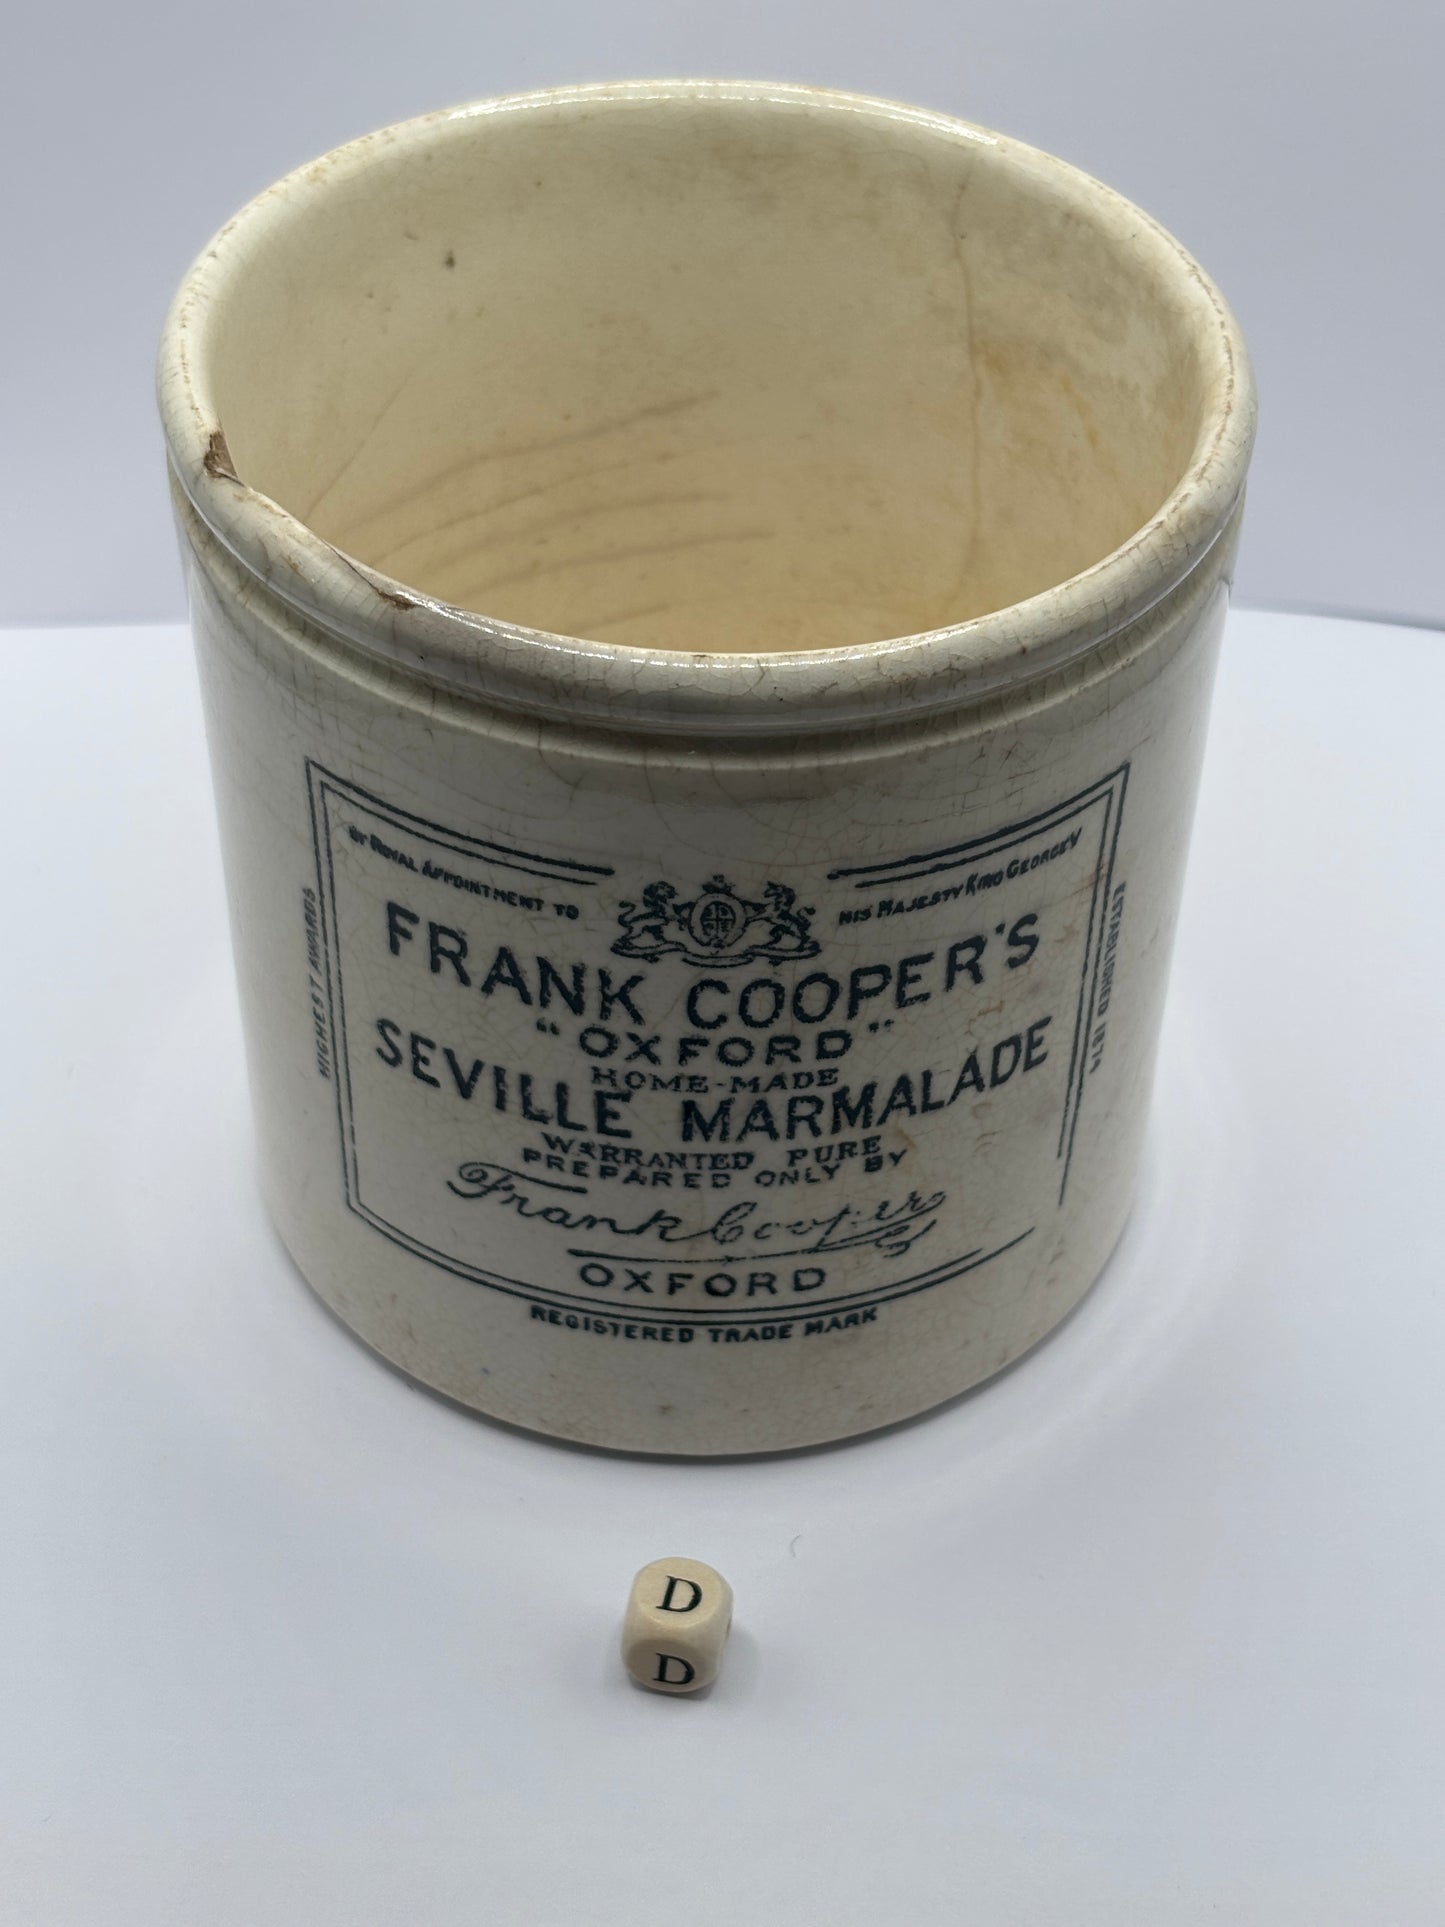 BY ROYAL APPOINTMENT TO
HIS MAJESTY KING GEORGE V
FRANK COOPER'S
"OXFORD"
HOME-MADE
SEVILLE MARMALADE
WARRANTED PURE
PREPARED ONLY BY
Frank Cooper
OXFORD
REGISTERED TRADE MARK
HIGHEST AWARDS
ESTABLISHED 1874
D
D